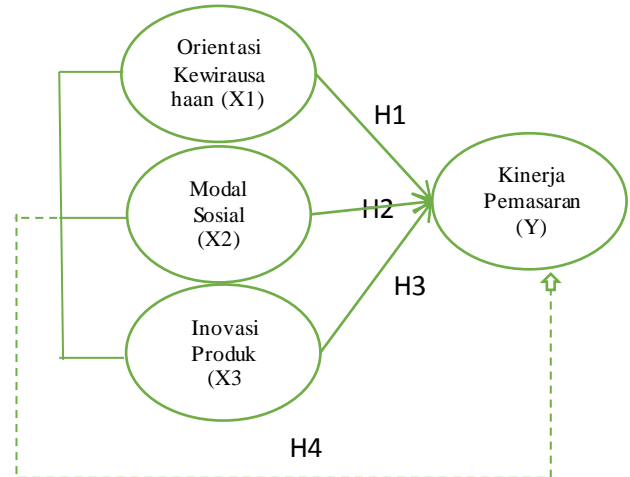 Orientasi
Kewirausa
haan (X1)
H1
Kinerja
Pemasaran
(Y)
Modal
Sosial
(X2)
H2
H3
Inovasi
Produk
(X3
H4